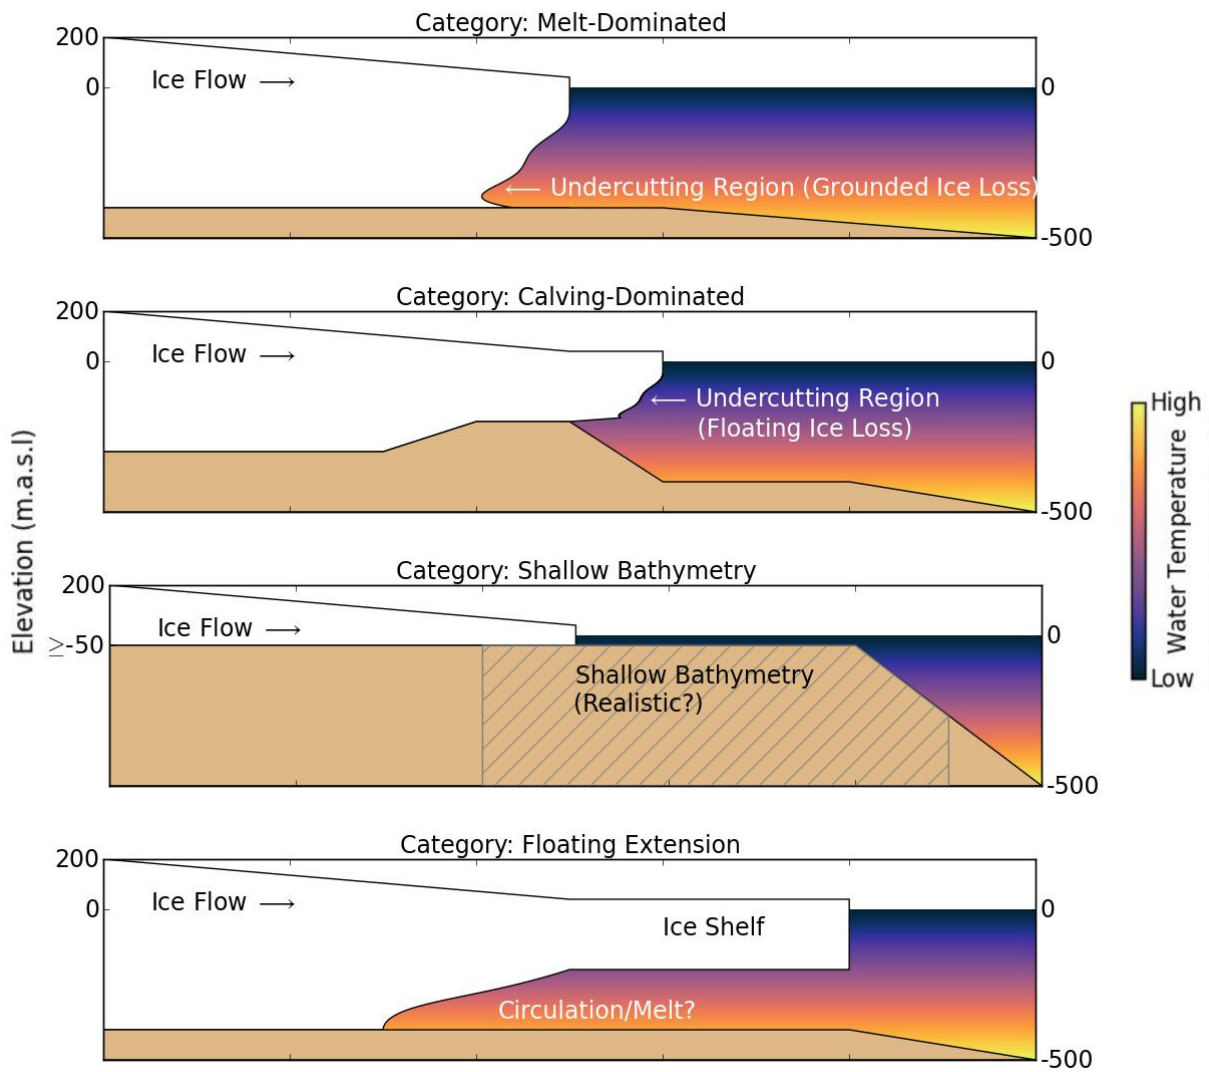 Category: Melt-Dominated
200
Ice Flow →
0
0
← Undercutting Region (Grounded Ice Loss)
-500
Category: Calving-Dominated
200
Ice Flow →
0
0
← Undercutting Region
(Floating Ice Loss)
-500
Elevation (m.a.s.l)
Category: Shallow Bathymetry
200
Ice Flow →
0
≥-50
Shallow Bathymetry
(Realistic?)
-500
High
Water Temperature
Low
Category: Floating Extension
200
Ice Flow →
0
0
Ice Shelf
Circulation/Melt?
-500